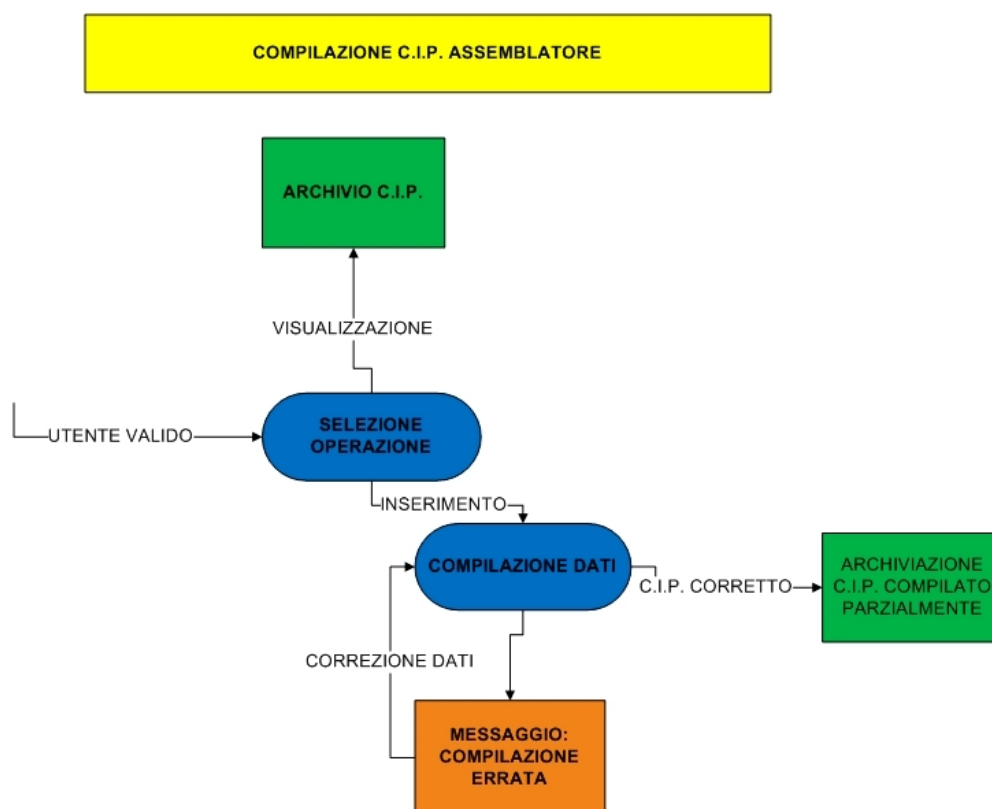 COMPILAZIONE C.I.P. ASSEMBLATORE
ARCHIVIO C.I.P.
VISUALIZZAZIONE
UTENTE VALIDO
SELEZIONE
OPERAZIONE
INSERIMENTO
COMPILAZIONE DATI
C.I.P. CORRETTO
ARCHIVIAZIONE
C.I.P. COMPILATO
PARZIALMENTE
CORREZIONE DATI
MESSAGGIO:
COMPILAZIONE
ERRATA